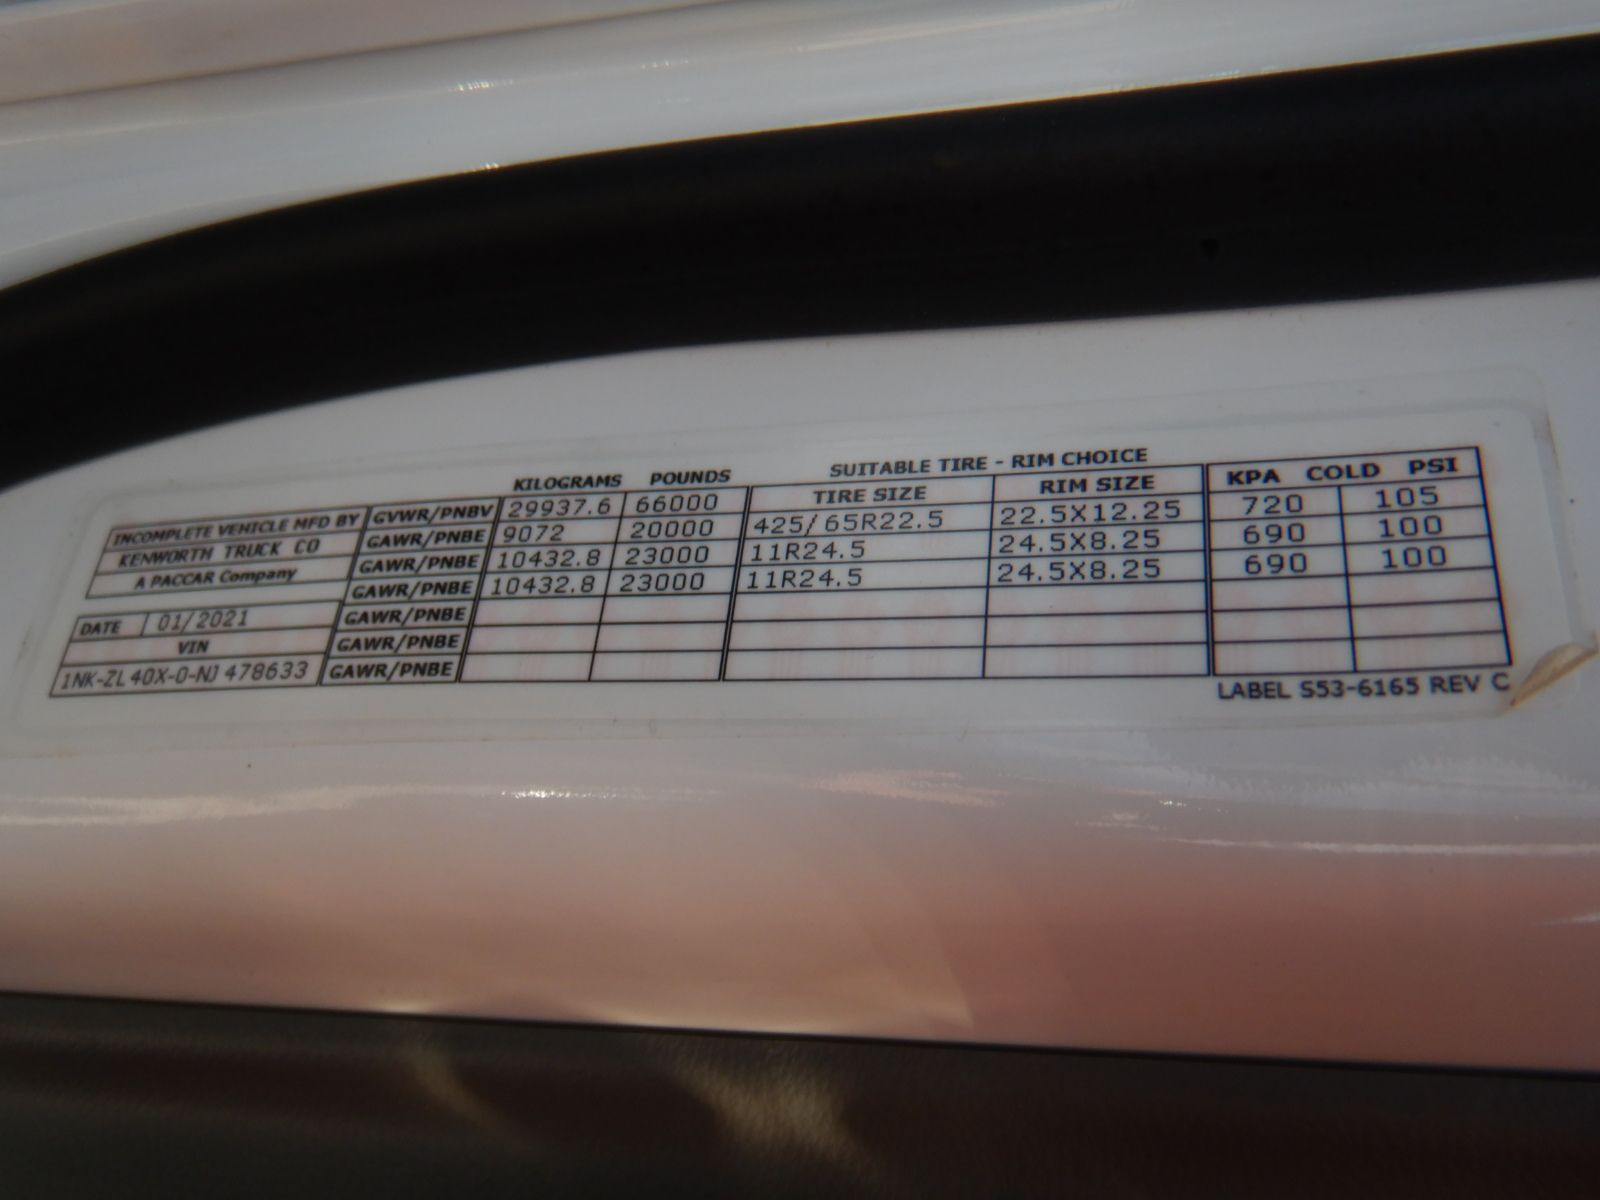 KILOGRAMS POUNDS SUITABLE TIRE - RIM CHOICE
TIRE SIZE RIM SIZE KPA COLD PSI
INCOMPLETE VEHICLE MFD BY GVWR/PNBV 29937.6 66000
KENWORTH TRUCK CO GAWR/PNBE 9072 20000 425/65R22.5 22.5X12.25 720 105
A PACCAR Company GAWR/PNBE 10432.8 23000 11R24.5 24.5X8.25 690 100
GAWR/PNBE 10432.8 23000 11R24.5 24.5X8.25 690 100
DATE 01/2021 GAWR/PNBE
VIN GAWR/PNBE
1NK-ZL40X-0-NJ478633 GAWR/PNBE
LABEL S53-6165 REV C